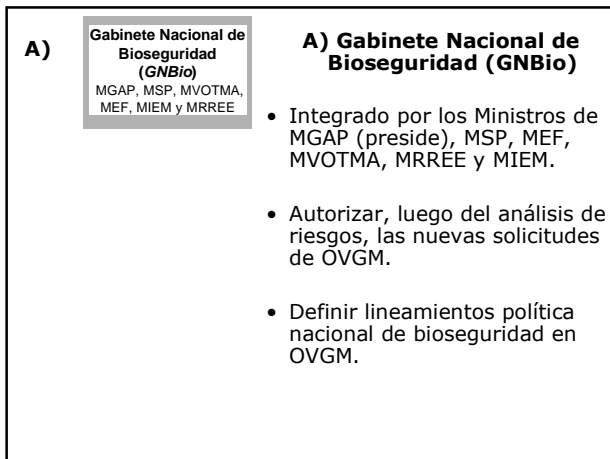 A)
Gabinete Nacional de
Bioseguridad
(GNBio)
MGAP, MSP, MVOTMA,
MEF, MIEM y MRREE
A) Gabinete Nacional de
Bioseguridad (GNBio)
• Integrado por los Ministros de
MGAP (preside), MSP, MEF,
MVOTMA, MRREE y MIEM.
• Autorizar, luego del análisis de
riesgos, las nuevas solicitudes
de OVGM.
• Definir lineamientos política
nacional de bioseguridad en
OVGM.